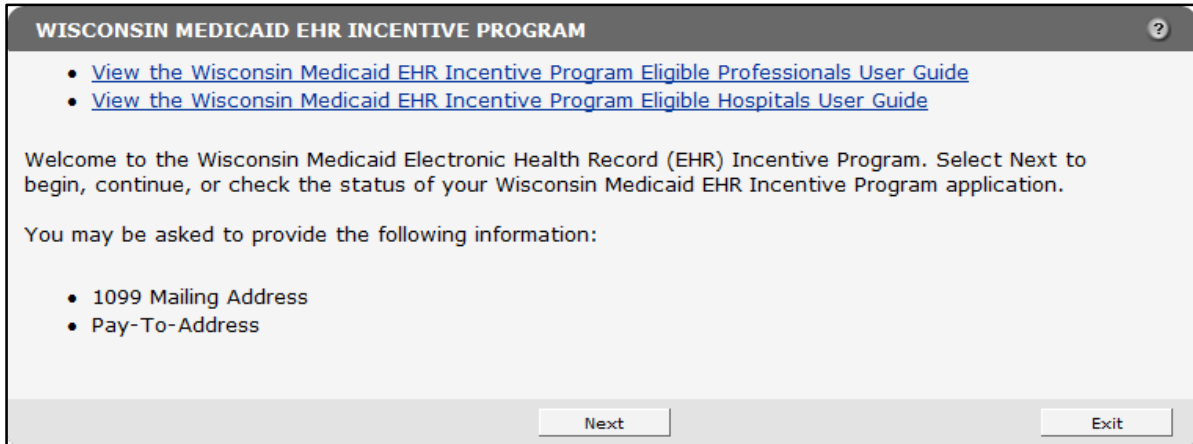 WISCONSIN MEDICAID EHR INCENTIVE PROGRAM ?
• View the Wisconsin Medicaid EHR Incentive Program Eligible Professionals User Guide
• View the Wisconsin Medicaid EHR Incentive Program Eligible Hospitals User Guide
Welcome to the Wisconsin Medicaid Electronic Health Record (EHR) Incentive Program. Select Next to
begin, continue, or check the status of your Wisconsin Medicaid EHR Incentive Program application.
You may be asked to provide the following information:
• 1099 Mailing Address
• Pay-To-Address
Next Exit